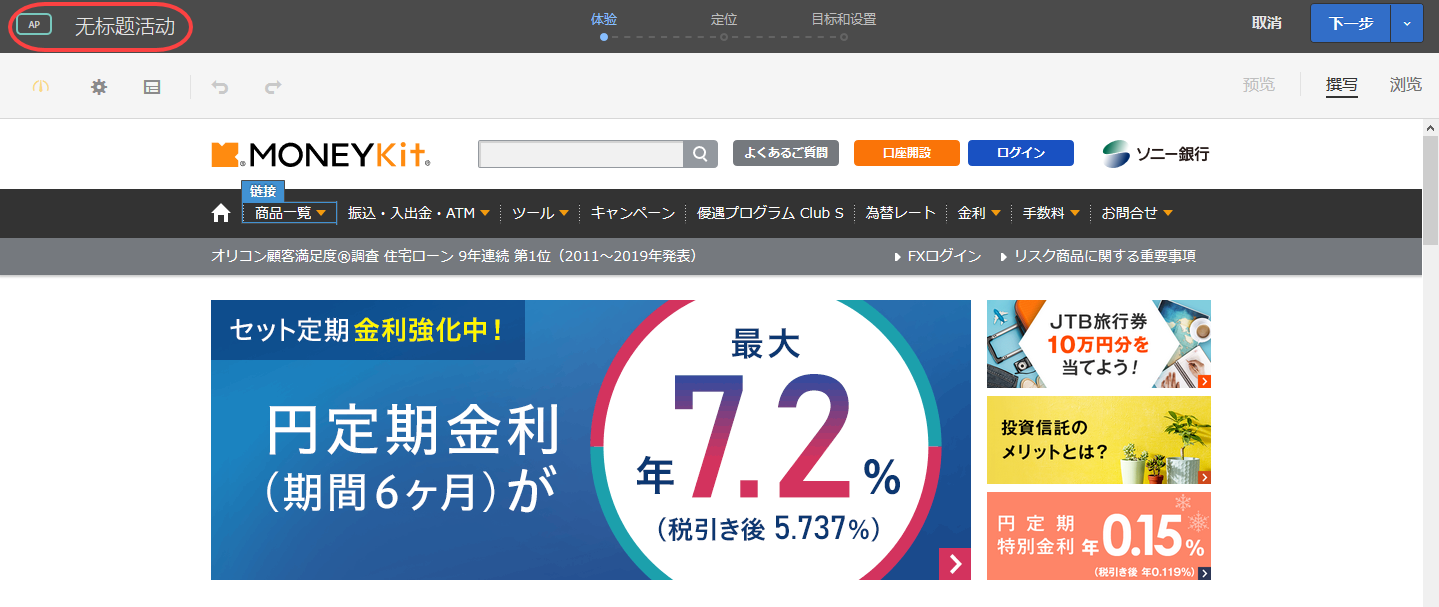 AP 无标题活动
体验 定位 目标和设置
取消 下一步
预览 撰写 浏览
MONEYKit
よくあるご質問 口座開設 ログイン
ソニー銀行
链接
商品一覧 振込・入出金・ATM ツール キャンペーン 優遇プログラム Club S 為替レート 金利 手数料 お問合せ
オリコン顧客満足度®調査 住宅ローン 9年連続 第1位（2011～2019年発表）
FXログイン リスク商品に関する重要事項
セット定期金利強化中！
円定期金利
（期間6ヶ月）が
最大
年7.2%
（税引き後 5.737%）
JTB旅行券
10万円分を
当てよう！
投資信託の
メリットとは？
円定期
特別金利 年0.15%
（税引き後 年0.119%）